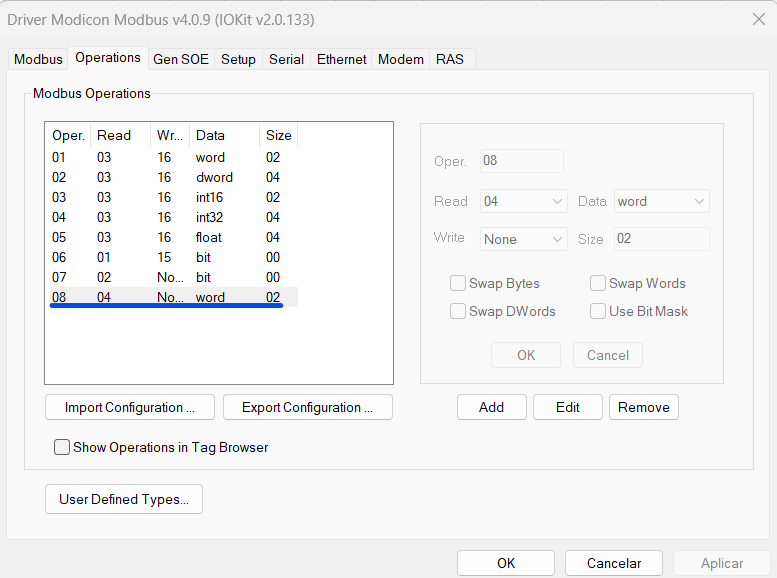 Driver Modicon Modbus v4.0.9 (IOKit v2.0.133)
Modbus Operations Gen SOE Setup Serial Ethernet Modem RAS
Modbus Operations
Oper. Read Wr... Data Size
01 03 16 word 02
02 03 16 dword 04
03 03 16 int16 02
04 03 16 int32 04
05 03 16 float 04
06 01 15 bit 00
07 02 No... bit 00
08 04 No... word 02
Oper. 08
Read 04 Data word
Write None Size 02
Swap Bytes Swap Words
Swap DWords Use Bit Mask
OK Cancel
Import Configuration ... Export Configuration ... Add Edit Remove
Show Operations in Tag Browser
User Defined Types...
OK Cancelar Aplicar